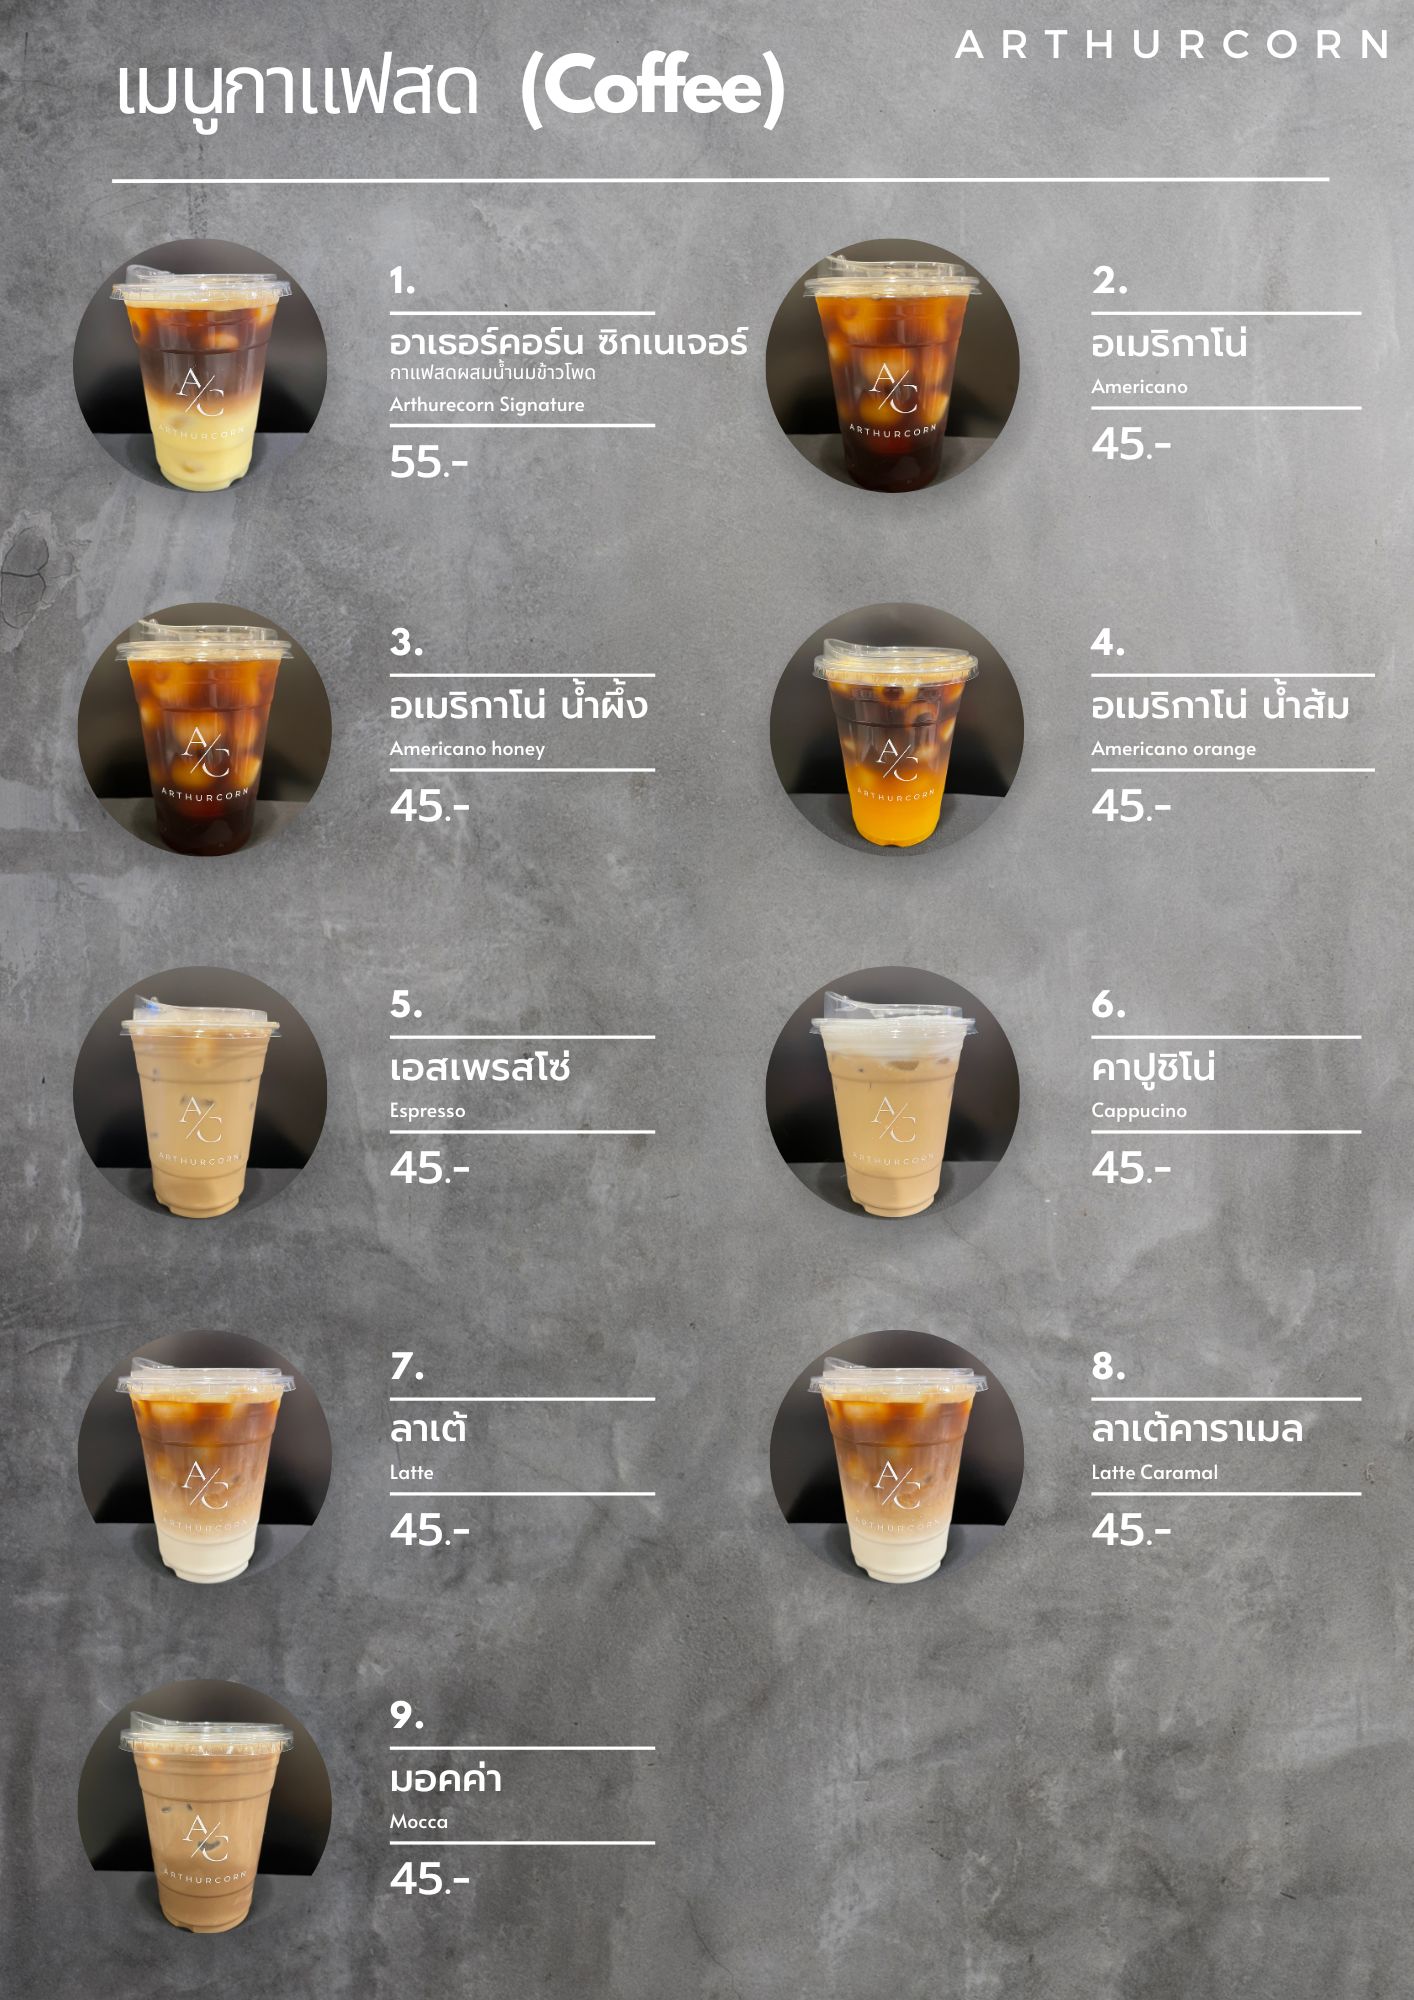 ARTHURCORN
เมนูกาแฟสด (Coffee)
1.
อาเธอร์คอร์น ซิกเนเจอร์
กาแฟสดผสมน้ำนมข้าวโพด
Arthurecorn Signature
55.-
A/C
ARTHURCORN
2.
อเมริกาโน่
Americano
45.-
A/C
ARTHURCORN
3.
อเมริกาโน่ น้ำผึ้ง
Americano honey
45.-
A/C
ARTHURCORN
4.
อเมริกาโน่ น้ำส้ม
Americano orange
45.-
A/C
ARTHURCORN
5.
เอสเพรสโซ่
Espresso
45.-
A/C
ARTHURCORN
6.
คาปูชิโน่
Cappucino
45.-
A/C
ARTHURCORN
7.
ลาเต้
Latte
45.-
A/C
ARTHURCORN
8.
ลาเต้คาราเมล
Latte Caramal
45.-
A/C
ARTHURCORN
9.
มอคค่า
Mocca
45.-
A/C
ARTHURCORN